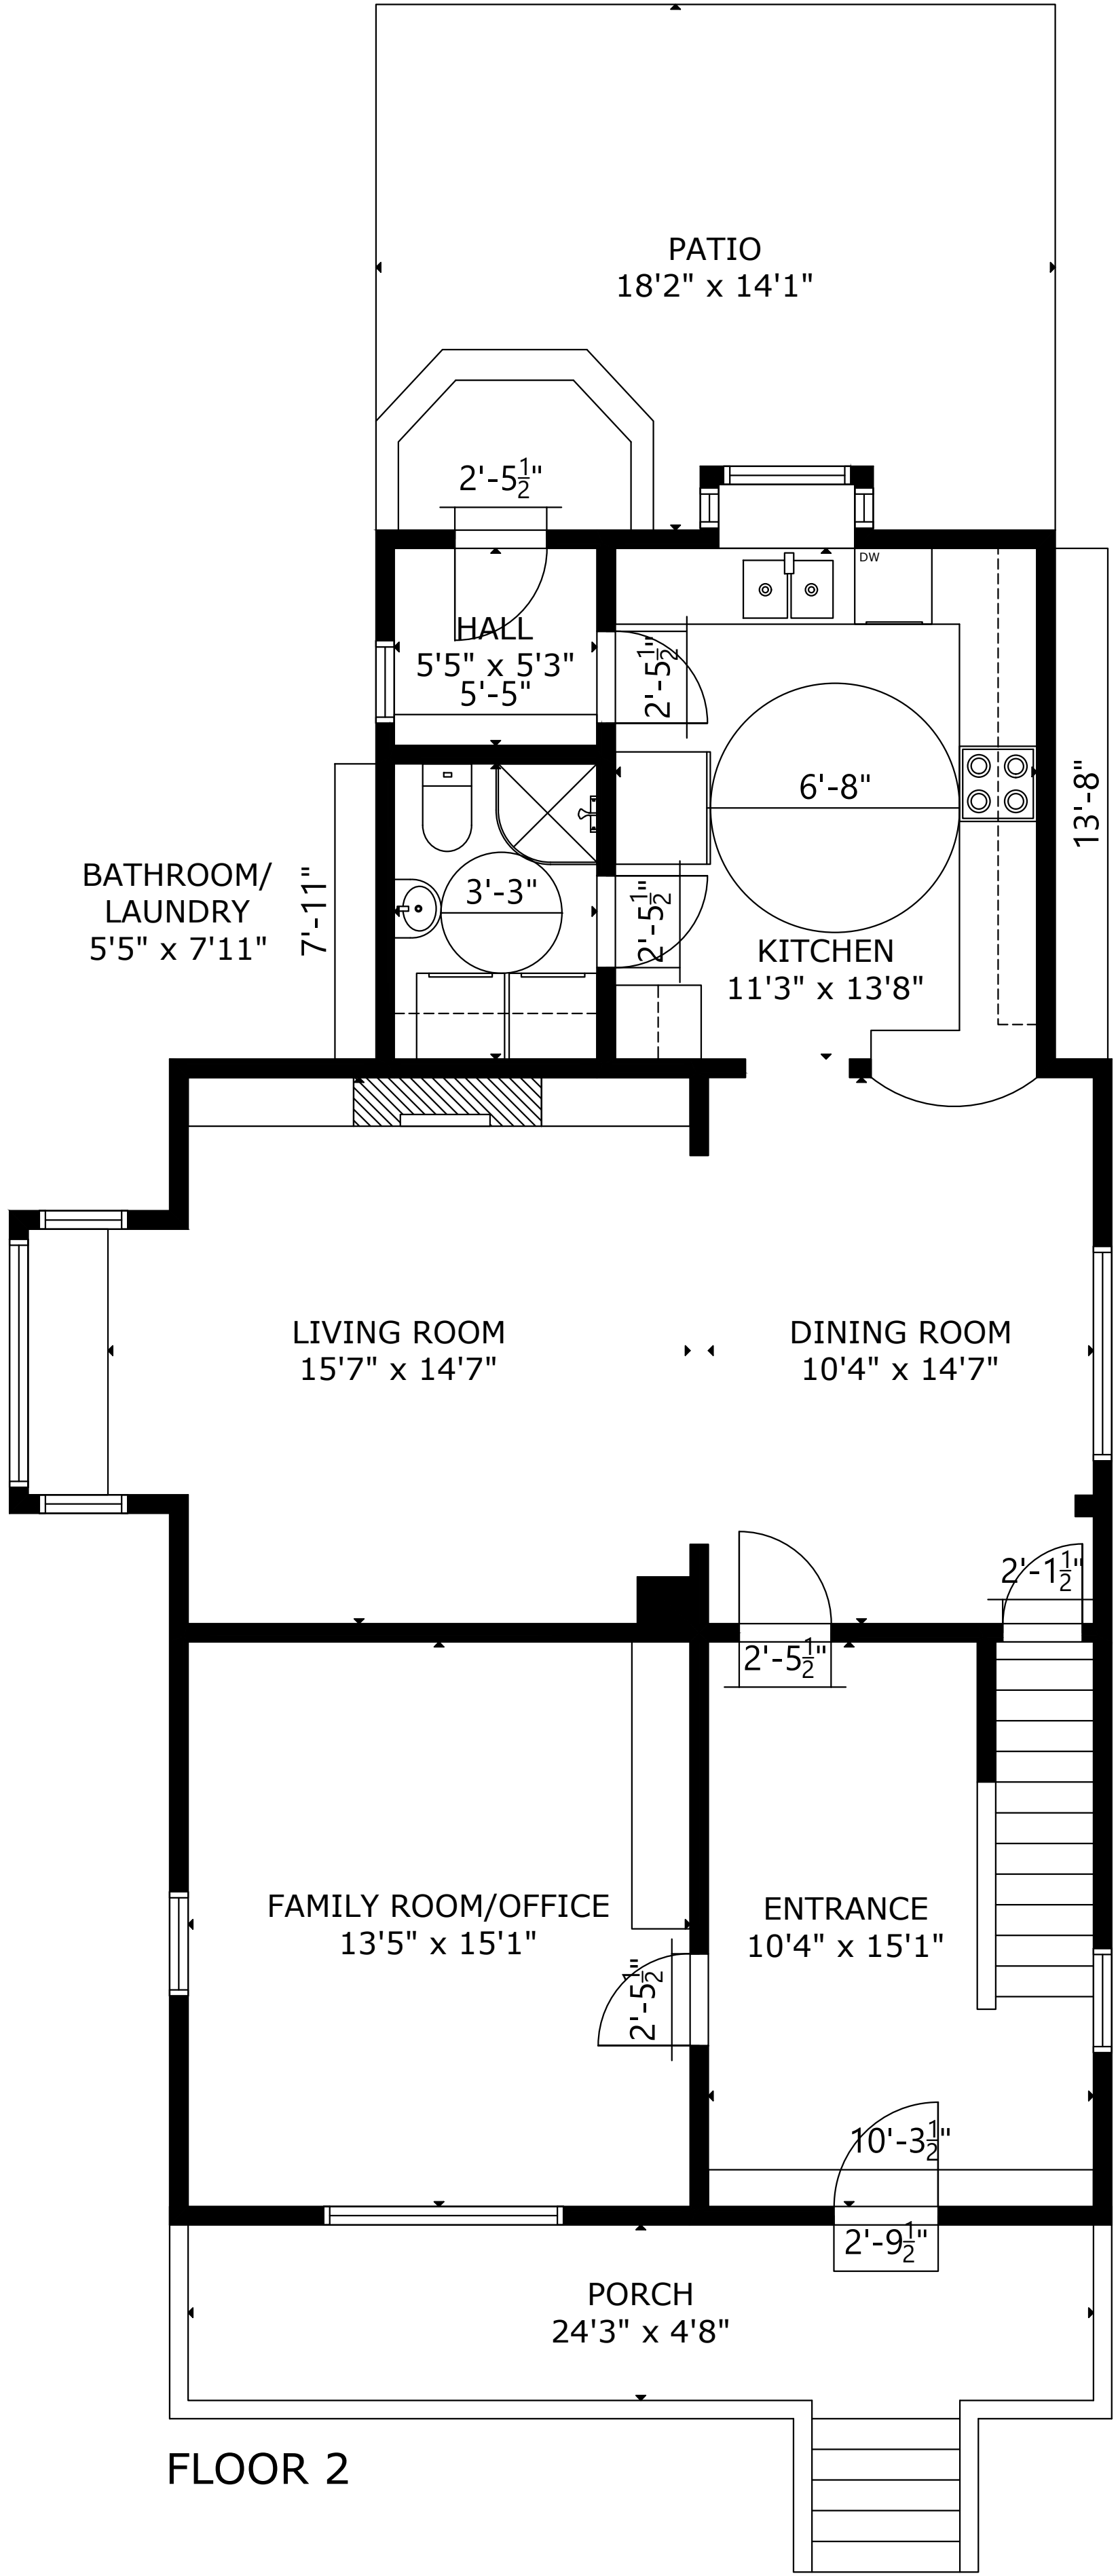 PATIO
18'2" x 14'1"
2'-5½"
DW
HALL
5'5" x 5'3"
5'-5"
2'-5½"
6'-8"
13'-8"
BATHROOM/
LAUNDRY
5'5" x 7'11"
7'-11"
3'-3"
2'-5½"
KITCHEN
11'3" x 13'8"
LIVING ROOM
15'7" x 14'7"
DINING ROOM
10'4" x 14'7"
2'-1½"
2'-5½"
FAMILY ROOM/OFFICE
13'5" x 15'1"
ENTRANCE
10'4" x 15'1"
2'-5½"
10'-3½"
2'-9½"
PORCH
24'3" x 4'8"
FLOOR 2